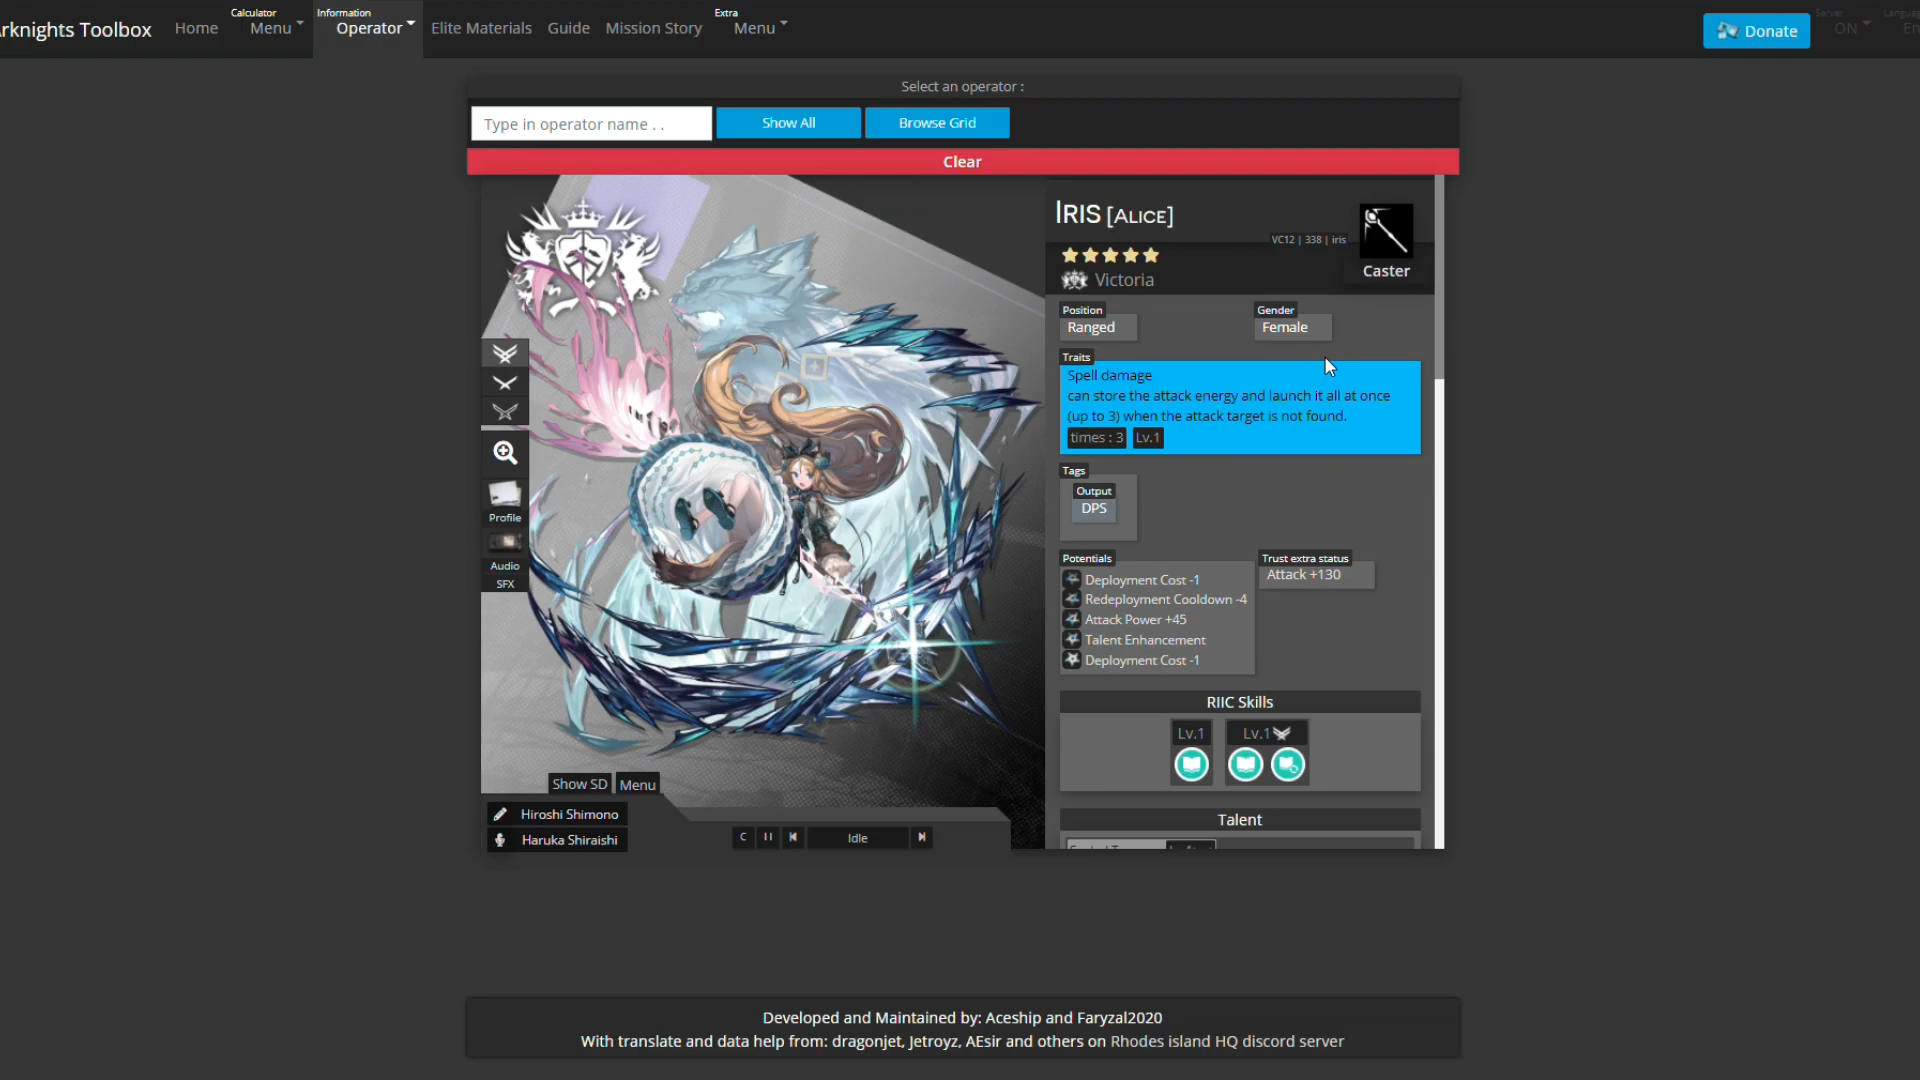 rknights Toolbox
Home
Calculator
Menu
Information
Operator
Elite Materials
Guide
Mission Story
Extra
Menu
Donate
Server
ON
Select an operator :
Type in operator name . .
Show All
Browse Grid
Clear
IRIS [ALICE]
VC12 | 338 | iris
Caster
Victoria
Position
Ranged
Gender
Female
Traits
Spell damage
can store the attack energy and launch it all at once
(up to 3) when the attack target is not found.
times : 3 Lv.1
Tags
Output
DPS
Potentials
Deployment Cost -1
Redeployment Cooldown -4
Attack Power +45
Talent Enhancement
Deployment Cost -1
Trust extra status
Attack +130
RIIC Skills
Lv.1
Lv.1
Talent
Profile
Audio
SFX
Show SD
Menu
Hiroshi Shimono
Haruka Shiraishi
C
Idle
Developed and Maintained by: Aceship and Faryzal2020
With translate and data help from: dragonjet, Jetroyz, AEsir and others on Rhodes island HQ discord server